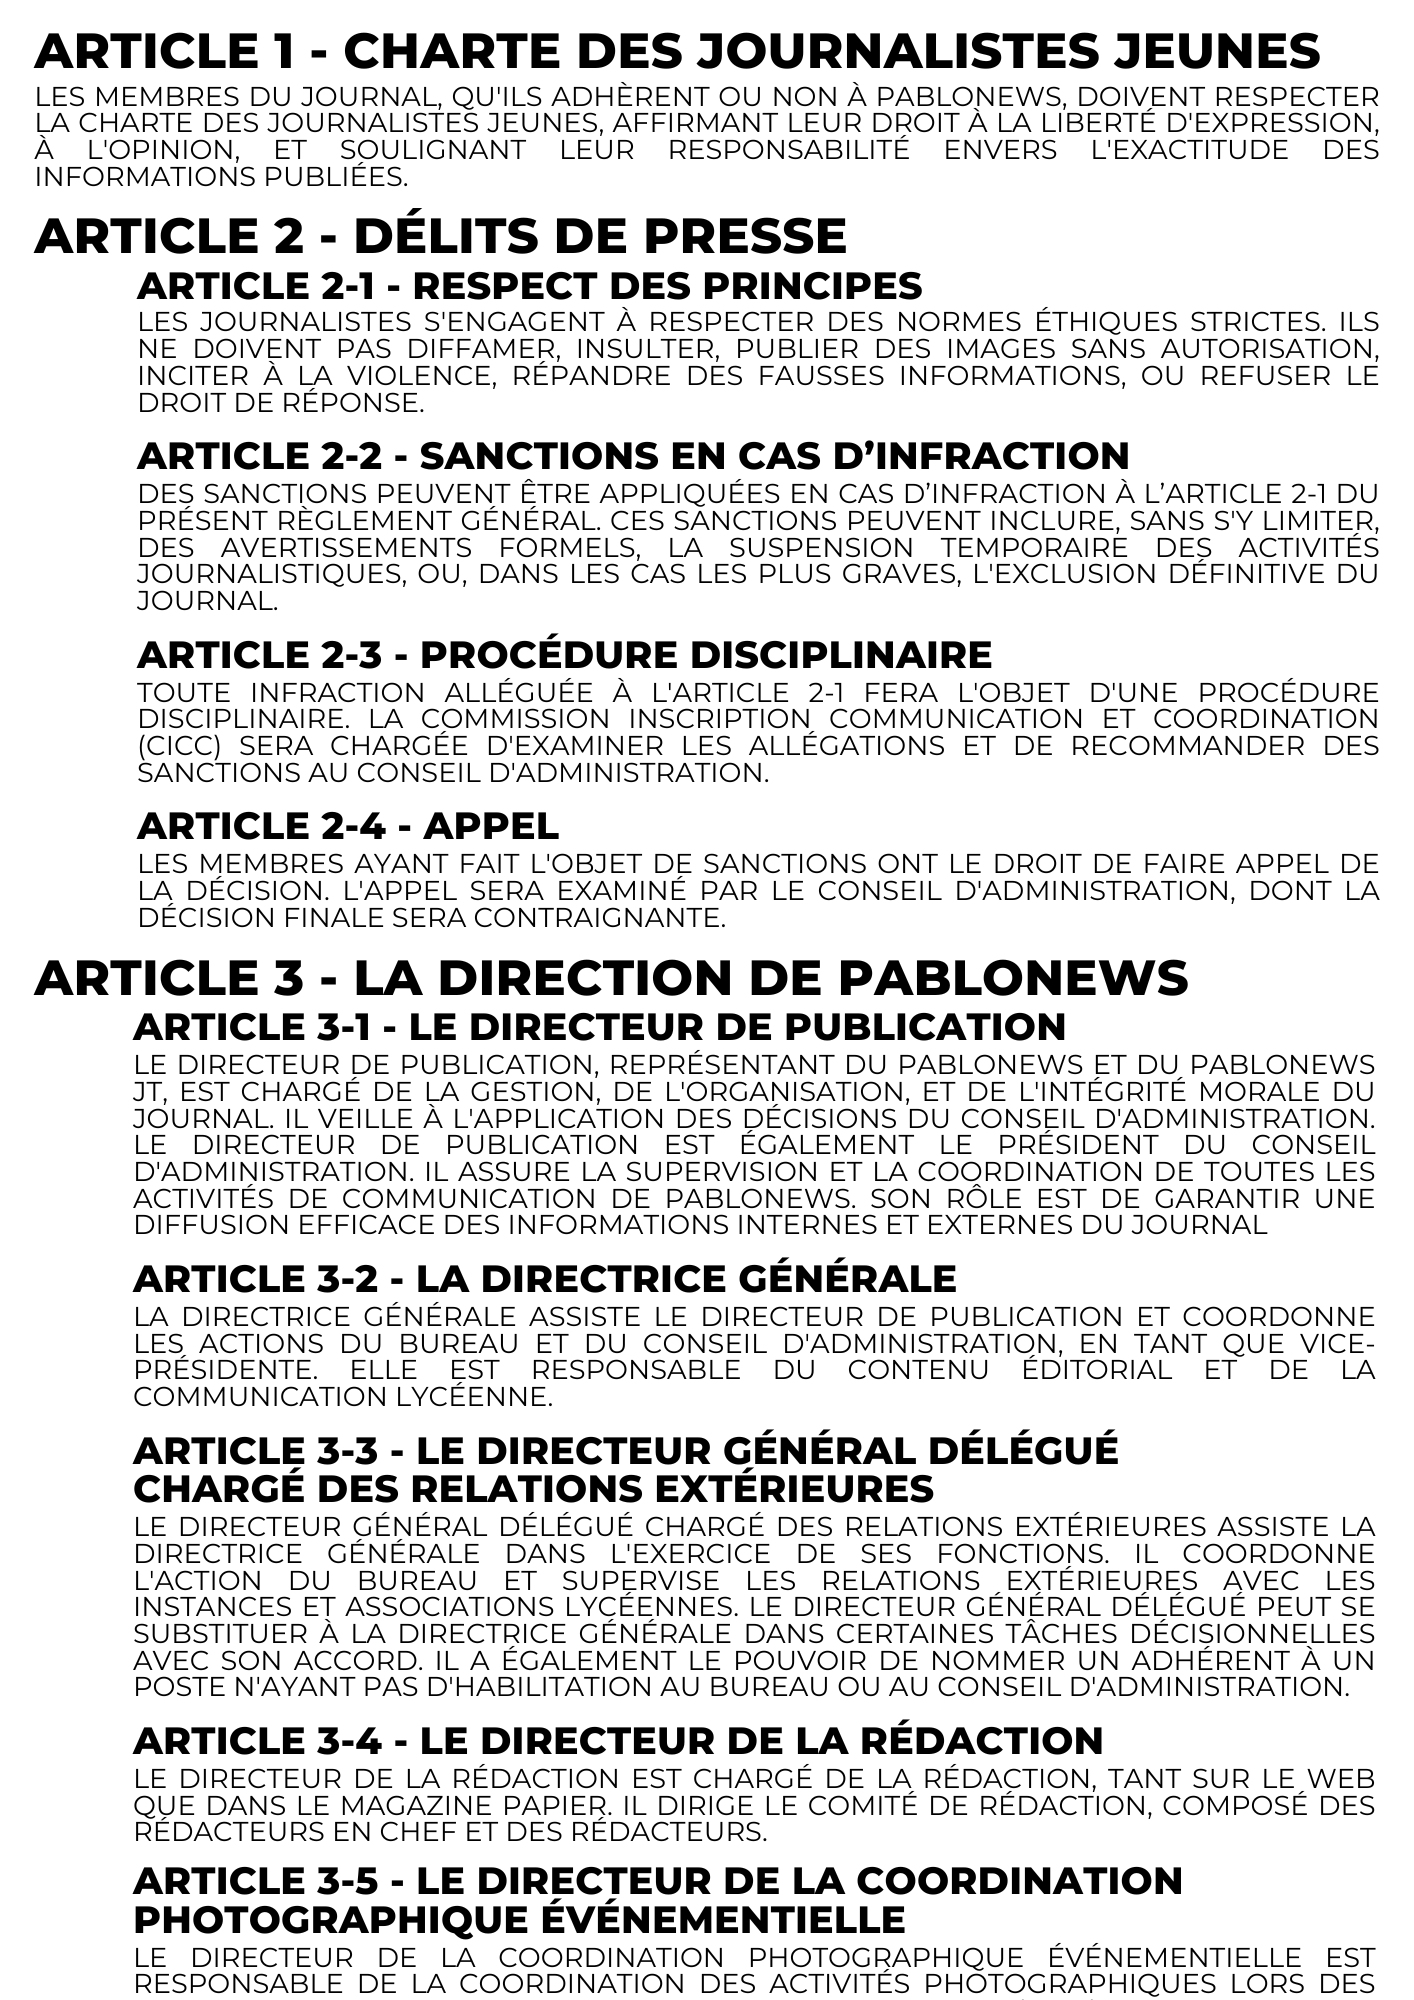 ARTICLE 1 - CHARTE DES JOURNALISTES JEUNES
LES MEMBRES DU JOURNAL, QU'ILS ADHÈRENT OU NON À PABLONEWS, DOIVENT RESPECTER
LA CHARTE DES JOURNALISTES JEUNES, AFFIRMANT LEUR DROIT À LA LIBERTÉ D'EXPRESSION,
À L'OPINION, ET SOULIGNANT LEUR RESPONSABILITÉ ENVERS L'EXACTITUDE DES
INFORMATIONS PUBLIÉES.
ARTICLE 2 - DÉLITS DE PRESSE
ARTICLE 2-1 - RESPECT DES PRINCIPES
LES JOURNALISTES S'ENGAGENT À RESPECTER DES NORMES ÉTHIQUES STRICTES. ILS
NE DOIVENT PAS DIFFAMER, INSULTER, PUBLIER DES IMAGES SANS AUTORISATION,
INCITER À LA VIOLENCE, RÉPANDRE DES FAUSSES INFORMATIONS, OU REFUSER LE
DROIT DE RÉPONSE.
ARTICLE 2-2 - SANCTIONS EN CAS D’INFRACTION
DES SANCTIONS PEUVENT ÊTRE APPLIQUÉES EN CAS D’INFRACTION À L’ARTICLE 2-1 DU
PRÉSENT RÈGLEMENT GÉNÉRAL. CES SANCTIONS PEUVENT INCLURE, SANS S'Y LIMITER,
DES AVERTISSEMENTS FORMELS, LA SUSPENSION TEMPORAIRE DES ACTIVITÉS
JOURNALISTIQUES, OU, DANS LES CAS LES PLUS GRAVES, L'EXCLUSION DÉFINITIVE DU
JOURNAL.
ARTICLE 2-3 - PROCÉDURE DISCIPLINAIRE
TOUTE INFRACTION ALLÉGUÉE À L'ARTICLE 2-1 FERA L'OBJET D'UNE PROCÉDURE
DISCIPLINAIRE. LA COMMISSION INSCRIPTION COMMUNICATION ET COORDINATION
(CICC) SERA CHARGÉE D'EXAMINER LES ALLÉGATIONS ET DE RECOMMANDER DES
SANCTIONS AU CONSEIL D'ADMINISTRATION.
ARTICLE 2-4 - APPEL
LES MEMBRES AYANT FAIT L'OBJET DE SANCTIONS ONT LE DROIT DE FAIRE APPEL DE
LA DÉCISION. L'APPEL SERA EXAMINÉ PAR LE CONSEIL D'ADMINISTRATION, DONT LA
DÉCISION FINALE SERA CONTRAIGNANTE.
ARTICLE 3 - LA DIRECTION DE PABLONEWS
ARTICLE 3-1 - LE DIRECTEUR DE PUBLICATION
LE DIRECTEUR DE PUBLICATION, REPRÉSENTANT DU PABLONEWS ET DU PABLONEWS
JT, EST CHARGÉ DE LA GESTION, DE L'ORGANISATION, ET DE L'INTÉGRITÉ MORALE DU
JOURNAL. IL VEILLE À L'APPLICATION DES DÉCISIONS DU CONSEIL D'ADMINISTRATION.
LE DIRECTEUR DE PUBLICATION EST ÉGALEMENT LE PRÉSIDENT DU CONSEIL
D'ADMINISTRATION. IL ASSURE LA SUPERVISION ET LA COORDINATION DE TOUTES LES
ACTIVITÉS DE COMMUNICATION DE PABLONEWS. SON RÔLE EST DE GARANTIR UNE
DIFFUSION EFFICACE DES INFORMATIONS INTERNES ET EXTERNES DU JOURNAL
ARTICLE 3-2 - LA DIRECTRICE GÉNÉRALE
LA DIRECTRICE GÉNÉRALE ASSISTE LE DIRECTEUR DE PUBLICATION ET COORDONNE
LES ACTIONS DU BUREAU ET DU CONSEIL D'ADMINISTRATION, EN TANT QUE VICE-
PRÉSIDENTE. ELLE EST RESPONSABLE DU CONTENU ÉDITORIAL ET DE LA
COMMUNICATION LYCÉENNE.
ARTICLE 3-3 - LE DIRECTEUR GÉNÉRAL DÉLÉGUÉ
CHARGÉ DES RELATIONS EXTÉRIEURES
LE DIRECTEUR GÉNÉRAL DÉLÉGUÉ CHARGÉ DES RELATIONS EXTÉRIEURES ASSISTE LA
DIRECTRICE GÉNÉRALE DANS L'EXERCICE DE SES FONCTIONS. IL COORDONNE
L'ACTION DU BUREAU ET SUPERVISE LES RELATIONS EXTÉRIEURES AVEC LES
INSTANCES ET ASSOCIATIONS LYCÉENNES. LE DIRECTEUR GÉNÉRAL DÉLÉGUÉ PEUT SE
SUBSTITUER À LA DIRECTRICE GÉNÉRALE DANS CERTAINES TÂCHES DÉCISIONNELLES
AVEC SON ACCORD. IL A ÉGALEMENT LE POUVOIR DE NOMMER UN ADHÉRENT À UN
POSTE N'AYANT PAS D'HABILITATION AU BUREAU OU AU CONSEIL D'ADMINISTRATION.
ARTICLE 3-4 - LE DIRECTEUR DE LA RÉDACTION
LE DIRECTEUR DE LA RÉDACTION EST CHARGÉ DE LA RÉDACTION, TANT SUR LE WEB
QUE DANS LE MAGAZINE PAPIER. IL DIRIGE LE COMITÉ DE RÉDACTION, COMPOSÉ DES
RÉDACTEURS EN CHEF ET DES RÉDACTEURS.
ARTICLE 3-5 - LE DIRECTEUR DE LA COORDINATION
PHOTOGRAPHIQUE ÉVÉNEMENTIELLE
LE DIRECTEUR DE LA COORDINATION PHOTOGRAPHIQUE ÉVÉNEMENTIELLE EST
RESPONSABLE DE LA COORDINATION DES ACTIVITÉS PHOTOGRAPHIQUES LORS DES